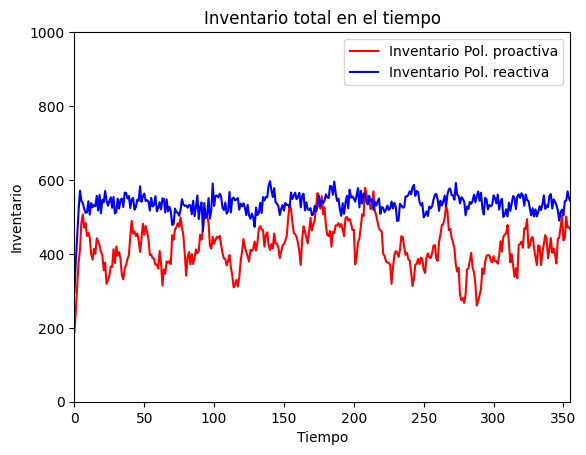 Inventario total en el tiempo
Inventario Pol. proactiva
Inventario Pol. reactiva
Inventario
1000
800
600
400
200
0
0 50 100 150 200 250 300 350
Tiempo